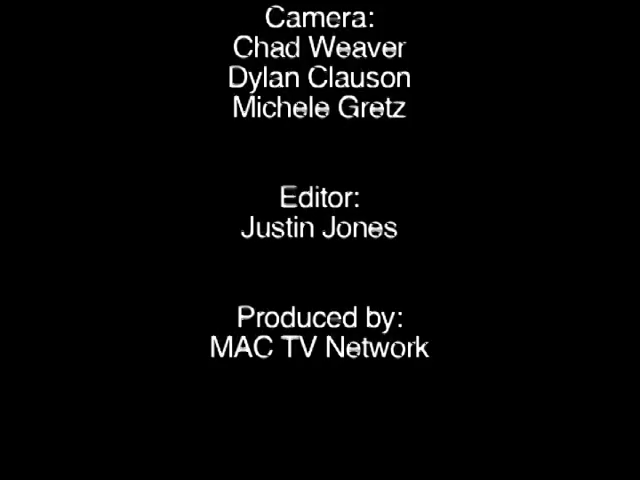 Camera:
Chad Weaver
Dylan Clauson
Michele Gretz
Editor:
Justin Jones
Produced by:
MAC TV Network